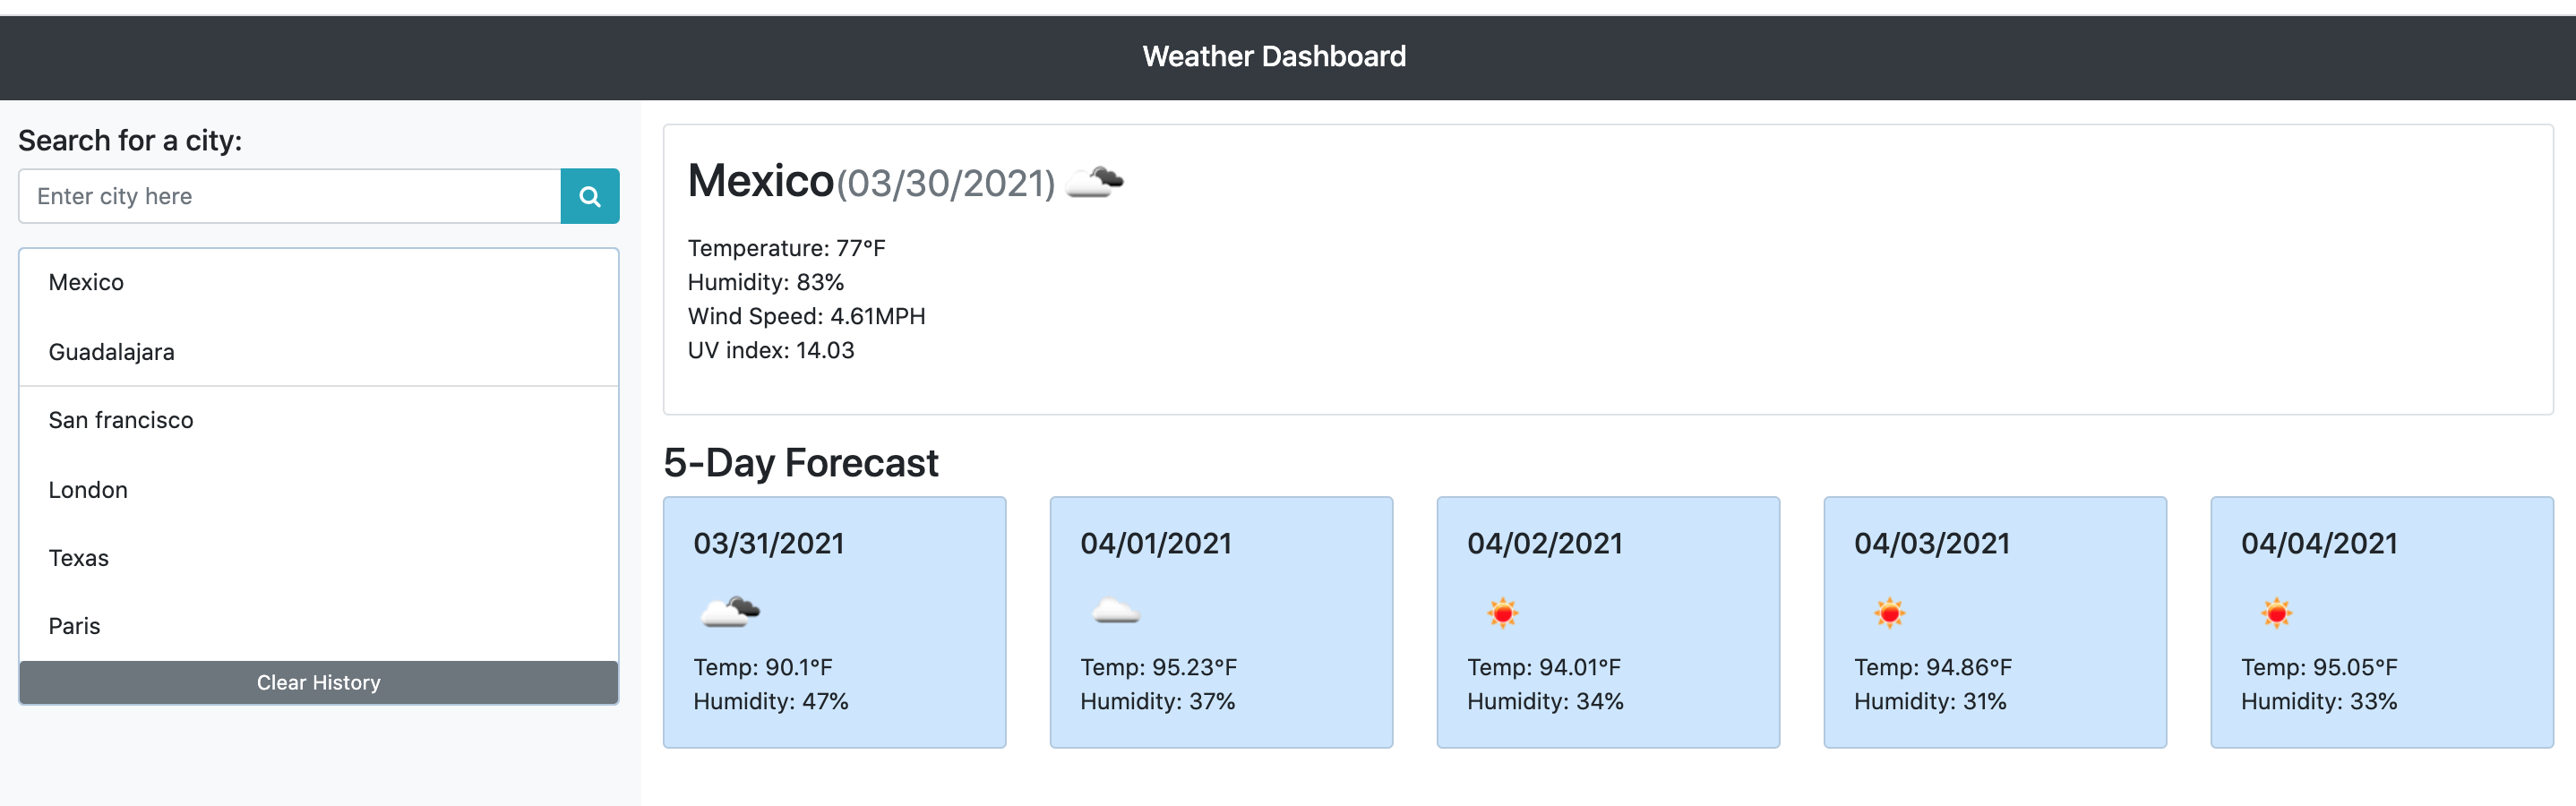 Weather Dashboard
Search for a city:
Enter city here
Mexico
Guadalajara
San francisco
London
Texas
Paris
Clear History
Mexico(03/30/2021)
Temperature: 77°F
Humidity: 83%
Wind Speed: 4.61MPH
UV index: 14.03
5-Day Forecast
03/31/2021
Temp: 90.1°F
Humidity: 47%
04/01/2021
Temp: 95.23°F
Humidity: 37%
04/02/2021
Temp: 94.01°F
Humidity: 34%
04/03/2021
Temp: 94.86°F
Humidity: 31%
04/04/2021
Temp: 95.05°F
Humidity: 33%